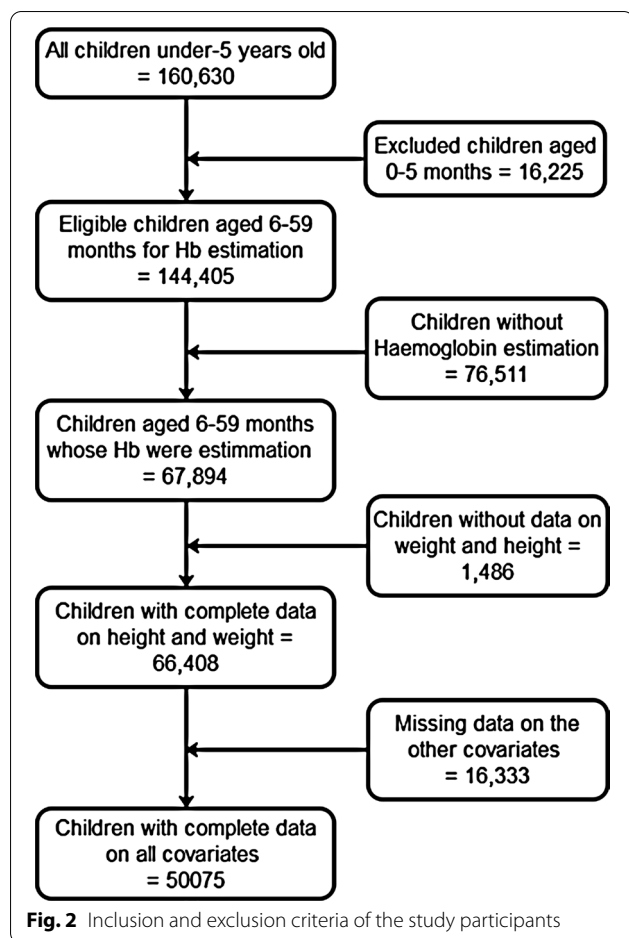 All children under-5 years old
= 160,630
Excluded children aged
0-5 months = 16,225
Eligible children aged 6-59
months for Hb estimation
= 144,405
Children without
Haemoglobin estimation
= 76,511
Children aged 6-59 months
whose Hb were estimmation
= 67,894
Children without data on
weight and height =
1,486
Children with complete data
on height and weight =
66,408
Missing data on the
other covariates
= 16,333
Children with complete data
on all covariates
= 50075
Fig. 2 Inclusion and exclusion criteria of the study participants